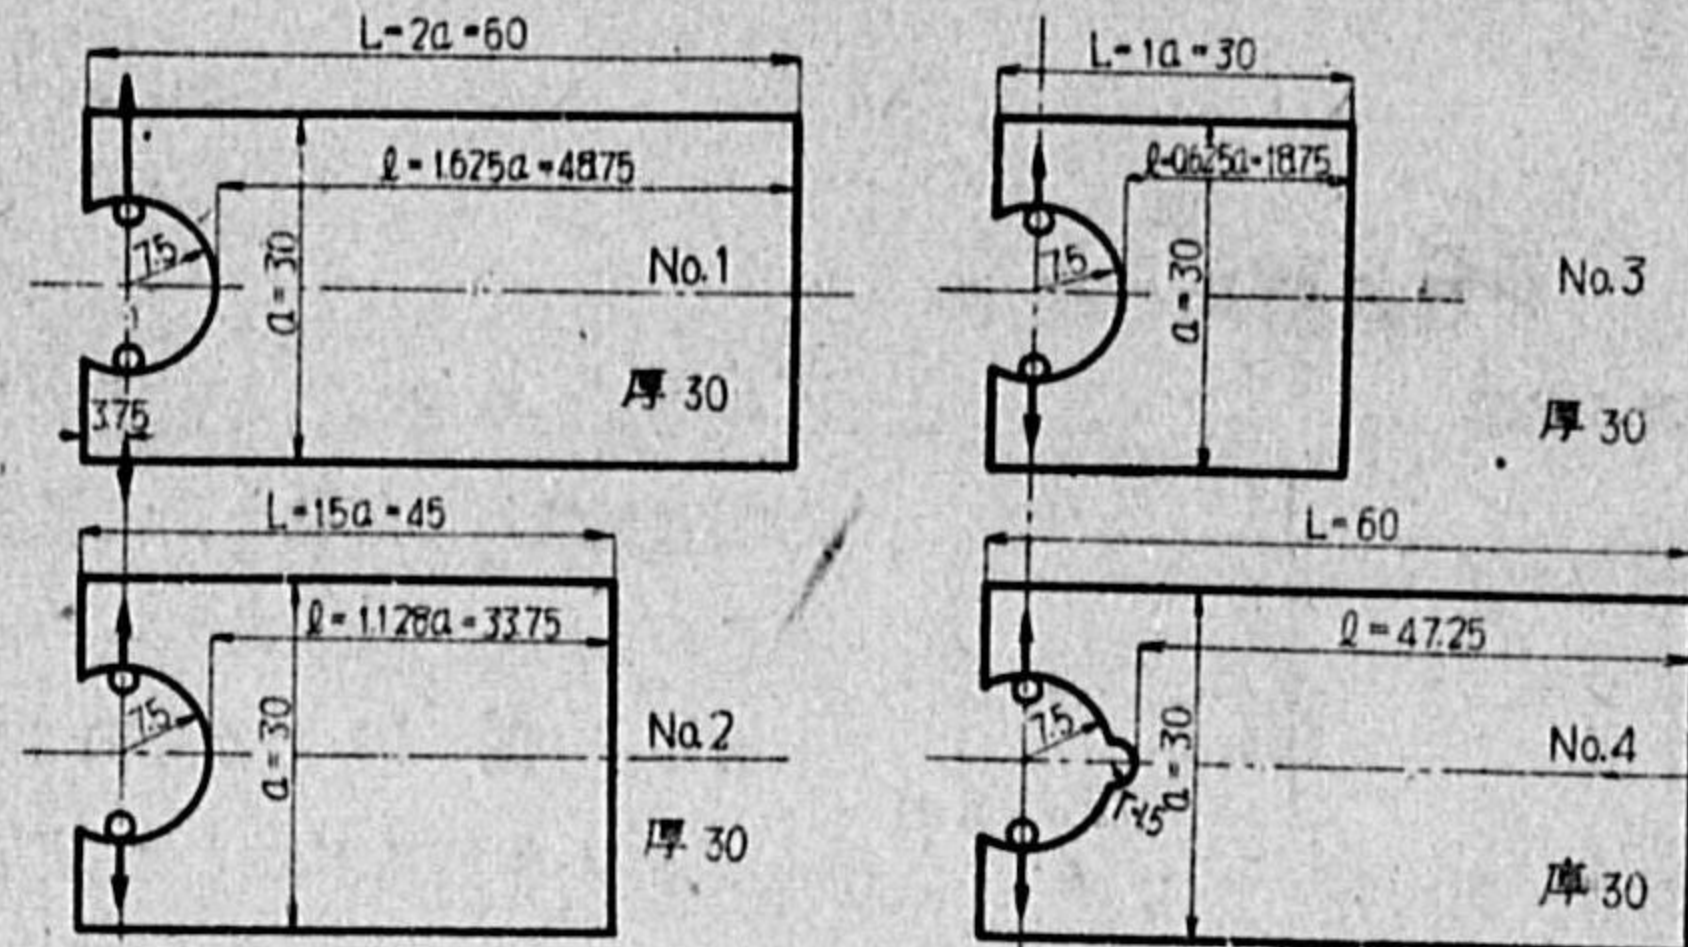 L=2a=60
l=1.625a=48.75
7.5
a=30
No.1
3.75
厚 30
L=1a=30
l=0.625a=18.75
7.5
a=30
No.3
厚 30
L=1.5a=45
l=1.128a=33.75
7.5
a=30
No.2
厚 30
L=60
l=47.25
7.5
a=30
r=1.5
No.4
厚 30